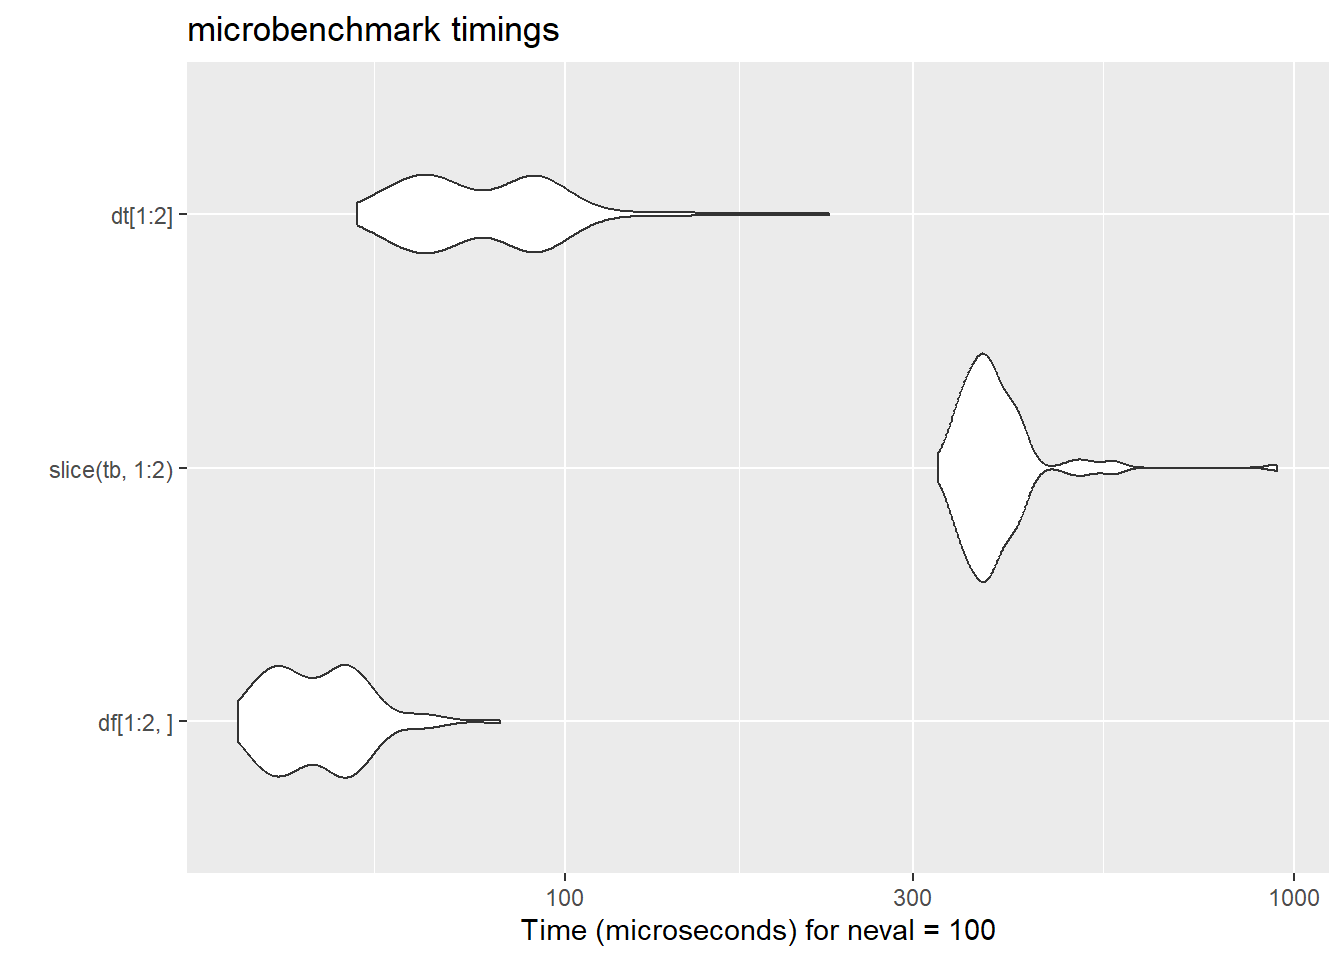 microbenchmark timings
dt[1:2]
slice(tb, 1:2)
df[1:2, ]
100 300 1000
Time (microseconds) for neval = 100